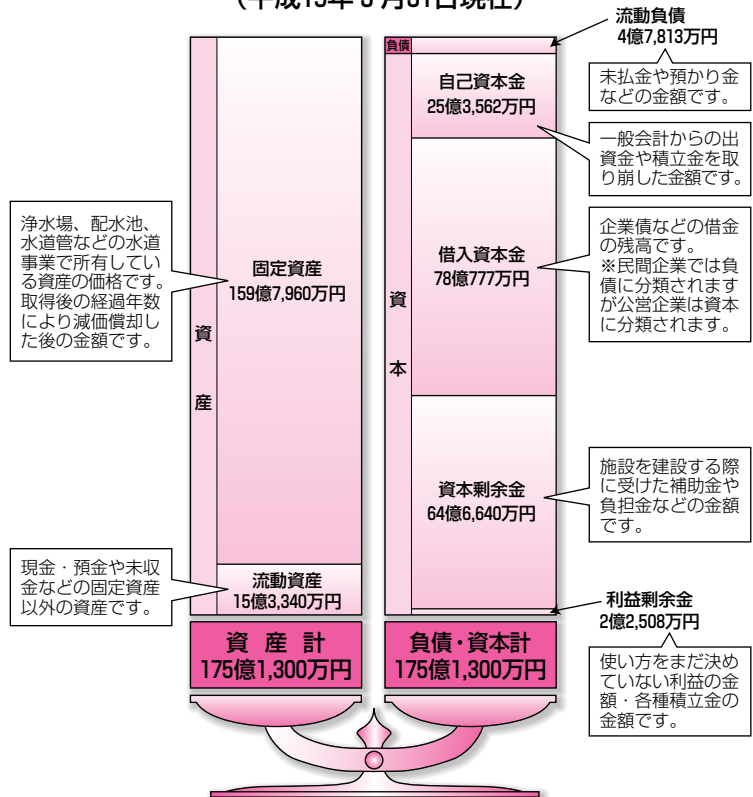 （平成15年3月31日現在）
流動負債
4億7,813万円
未払金や預かり金
などの金額です。
負債
自己資本金
25億3,562万円
一般会計からの出
資金や積立金を取
り崩した金額です。
浄水場、配水池、
水道管などの水道
事業で所有してい
る資産の価格です。
取得後の経過年数
により減価償却し
た後の金額です。
資産
固定資産
159億7,960万円
資本
借入資本金
78億777万円
企業債などの借金
の残高です。
※民間企業では負
債に分類されます
が公営企業は資本
に分類されます。
資本剰余金
64億6,640万円
施設を建設する際
に受けた補助金や
負担金などの金額
です。
現金・預金や未収
金などの固定資産
以外の資産です。
流動資産
15億3,340万円
利益剰余金
2億2,508万円
使い方をまだ決め
ていない利益の金
額・各種積立金の
金額です。
資産計
175億1,300万円
負債・資本計
175億1,300万円